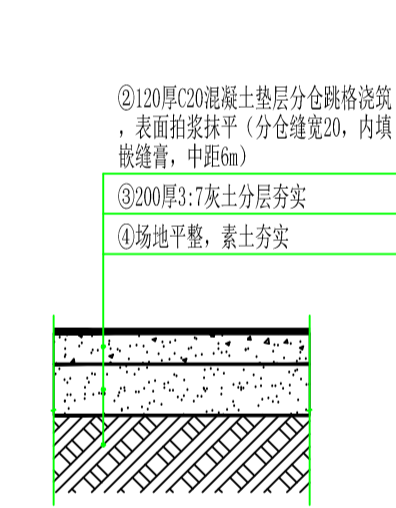 ②120厚C20混凝土垫层分仓跳格浇筑
，表面拍浆抹平（分仓缝宽20，内填
嵌缝膏，中距6m）
③200厚3:7灰土分层夯实
④场地平整，素土夯实